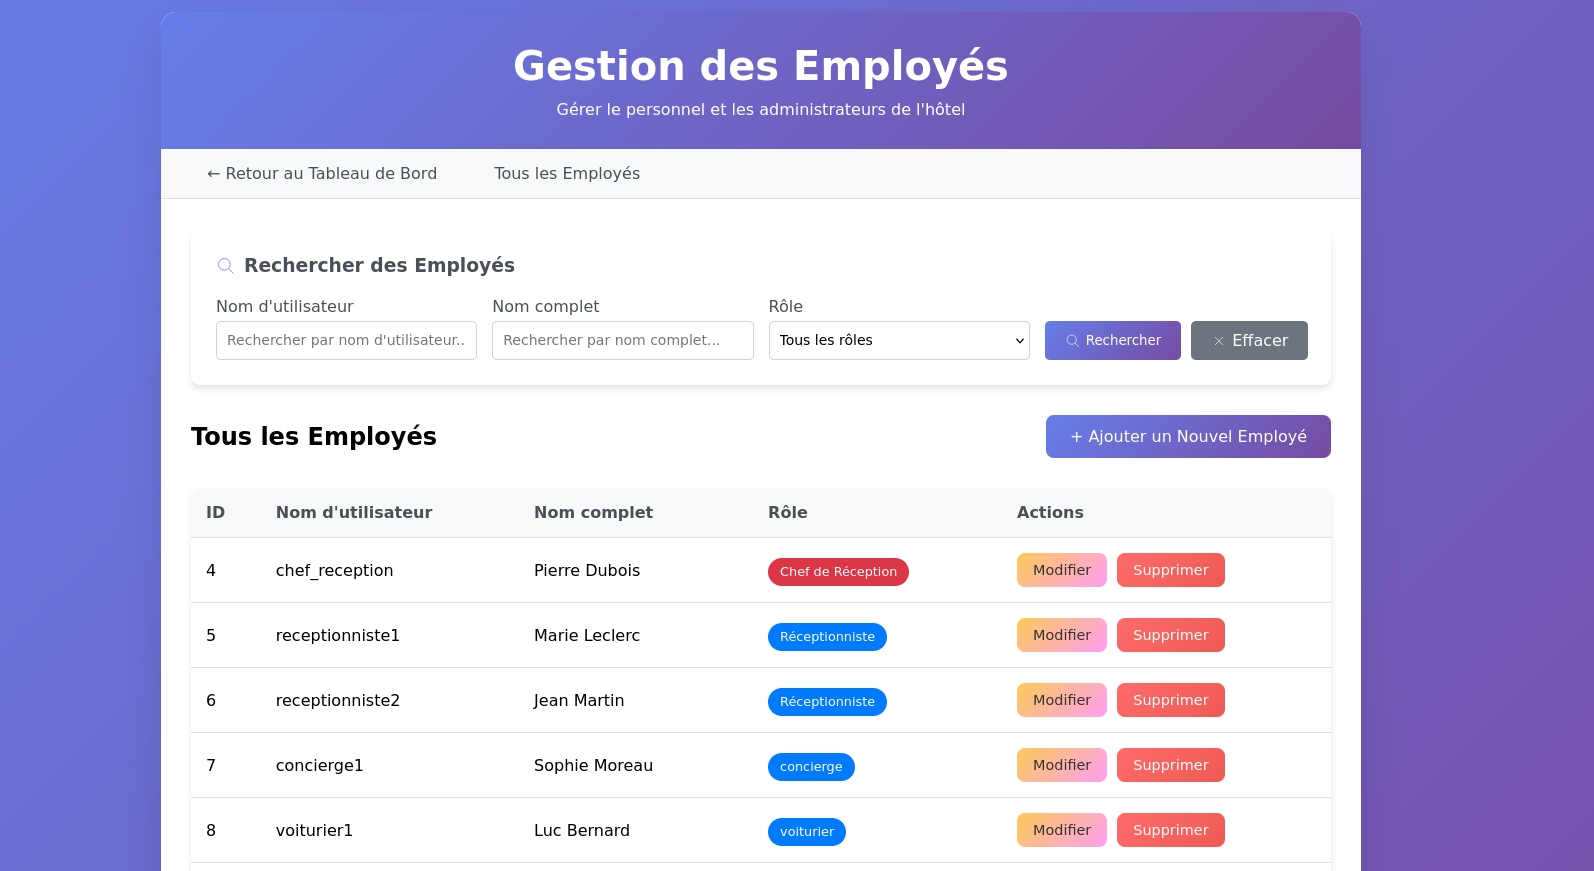 Gestion des Employés
Gérer le personnel et les administrateurs de l'hôtel
← Retour au Tableau de Bord Tous les Employés
Rechercher des Employés
Nom d'utilisateur Nom complet Rôle
Rechercher par nom d'utilisateur.. Rechercher par nom complet... Tous les rôles Rechercher × Effacer
Tous les Employés + Ajouter un Nouvel Employé
ID Nom d'utilisateur Nom complet Rôle Actions
4 chef_reception Pierre Dubois Chef de Réception Modifier Supprimer
5 receptionniste1 Marie Leclerc Réceptionniste Modifier Supprimer
6 receptionniste2 Jean Martin Réceptionniste Modifier Supprimer
7 concierge1 Sophie Moreau concierge Modifier Supprimer
8 voiturier1 Luc Bernard voiturier Modifier Supprimer